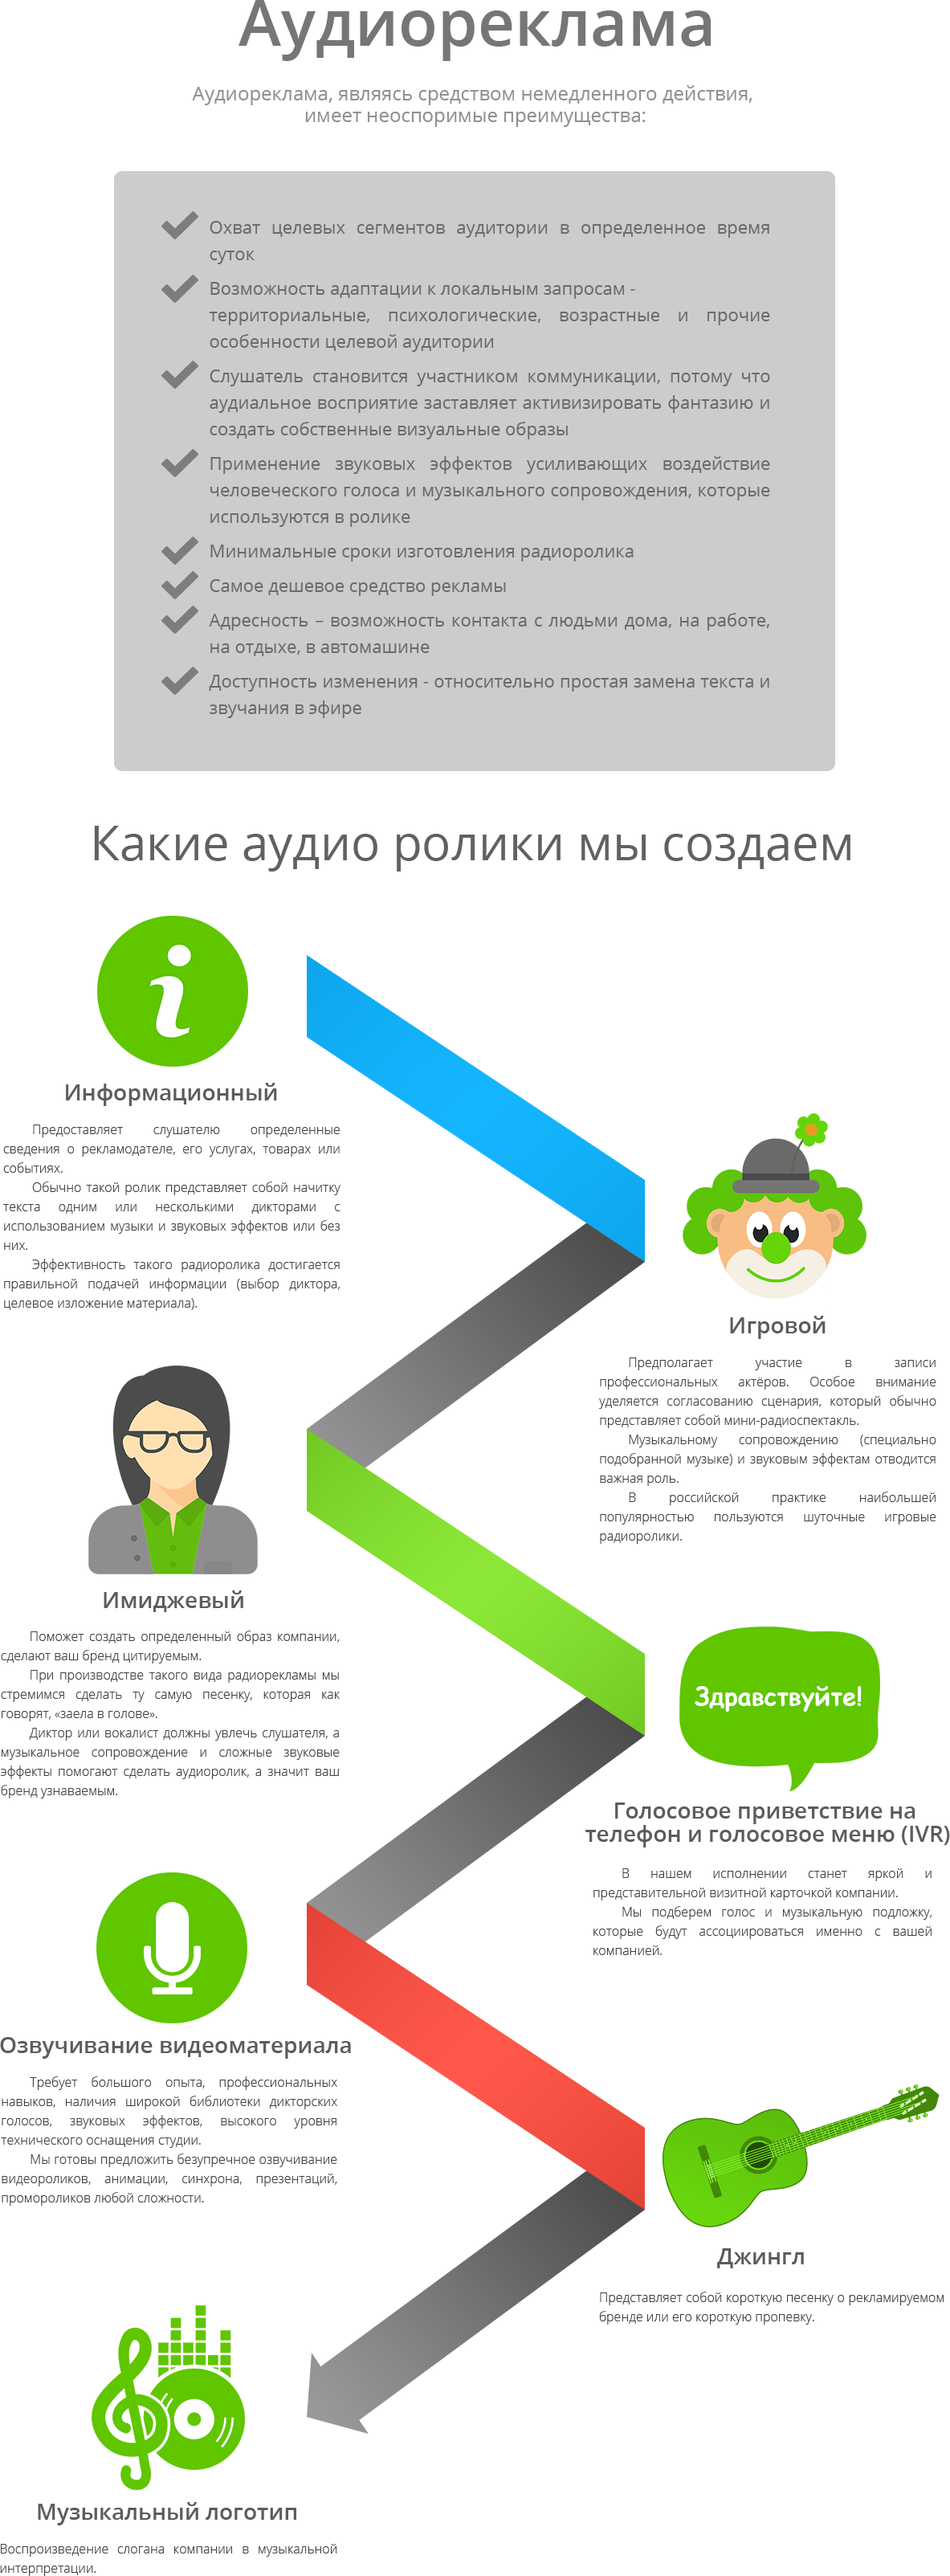 Аудиореклама
Аудиореклама, являясь средством немедленного действия,
имеет неоспоримые преимущества:
Охват целевых сегментов аудитории в определенное время
суток
Возможность адаптации к локальным запросам -
территориальные, психологические, возрастные и прочие
особенности целевой аудитории
Слушатель становится участником коммуникации, потому что
аудиальное восприятие заставляет активизировать фантазию и
создать собственные визуальные образы
Применение звуковых эффектов усиливающих воздействие
человеческого голоса и музыкального сопровождения, которые
используются в ролике
Минимальные сроки изготовления радиоролика
Самое дешевое средство рекламы
Адресность – возможность контакта с людьми дома, на работе,
на отдыхе, в автомашине
Доступность изменения - относительно простая замена текста и
звучания в эфире
Какие аудио ролики мы создаем
i
Информационный
Предоставляет слушателю определенные
сведения о рекламодателе, его услугах, товарах или
событиях.
Обычно такой ролик представляет собой начитку
текста одним или несколькими дикторами с
использованием музыки и звуковых эффектов или без
них.
Эффективность такого радиоролика достигается
правильной подачей информации (выбор диктора,
целевое изложение материала).
Игровой
Предполагает участие в записи
профессиональных актёров. Особое внимание
уделяется согласованию сценария, который обычно
представляет собой мини-радиоспектакль.
Музыкальному сопровождению (специально
подобранной музыке) и звуковым эффектам отводится
важная роль.
В российской практике наибольшей
популярностью пользуются шуточные игровые
радиоролики.
Имиджевый
Поможет создать определенный образ компании,
сделают ваш бренд цитируемым.
При производстве такого вида радиорекламы мы
стремимся сделать ту самую песенку, которая как
говорят, «заела в голове».
Диктор или вокалист должны увлечь слушателя, а
музыкальное сопровождение и сложные звуковые
эффекты помогают сделать аудиоролик, а значит ваш
бренд узнаваемым.
Здравствуйте!
Голосовое приветствие на
телефон и голосовое меню (IVR)
В нашем исполнении станет яркой и
представительной визитной карточкой компании.
Мы подберем голос и музыкальную подложку,
которые будут ассоциироваться именно с вашей
компанией.
Озвучивание видеоматериала
Требует большого опыта, профессиональных
навыков, наличия широкой библиотеки дикторских
голосов, звуковых эффектов, высокого уровня
технического оснащения студии.
Мы готовы предложить безупречное озвучивание
видеороликов, анимации, синхрона, презентаций,
промороликов любой сложности.
Джингл
Представляет собой короткую песенку о рекламируемом
бренде или его короткую пропевку.
Музыкальный логотип
Воспроизведение слогана компании в музыкальной
интерпретации.